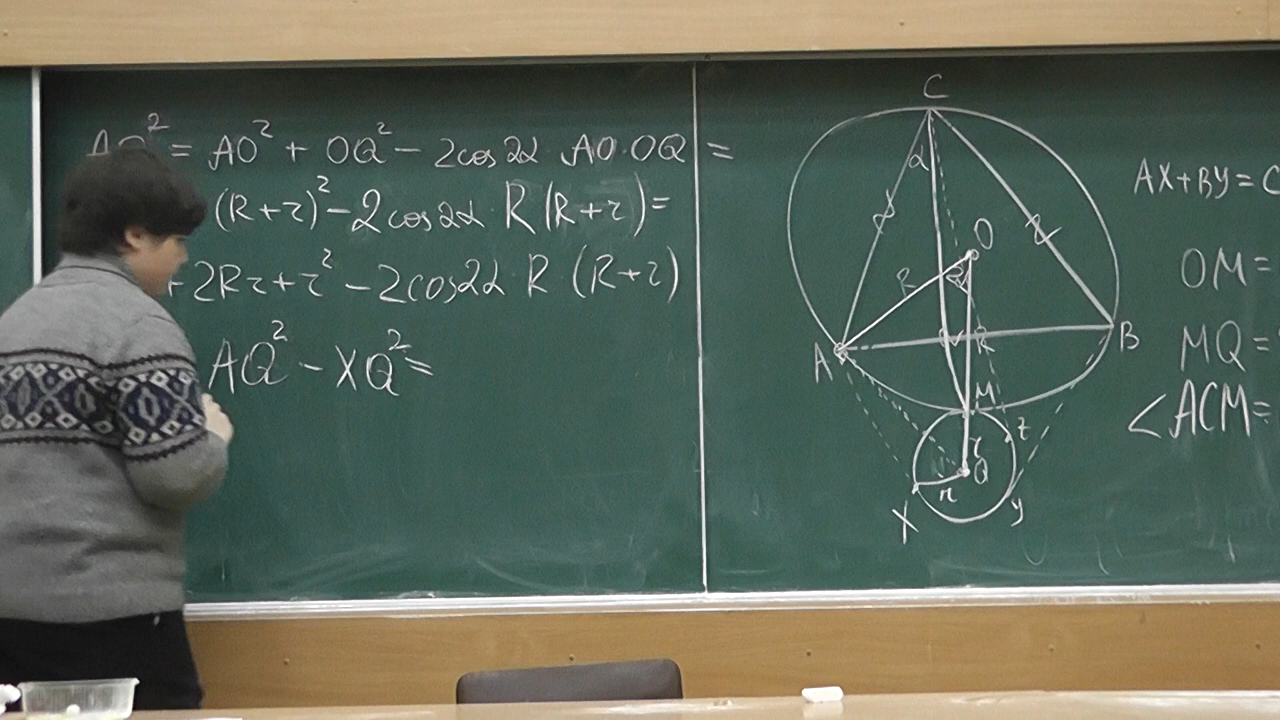 AQ² = AO² + OQ² − 2cos2α · AO·OQ =
(R+r)² − 2cos2α · R(R+r) =
+ 2Rr + r² − 2cos2α · R (R+r)
AQ² − XQ² =
C
α
O
R
A
B
M
r
Q
r
X
Y
Z
AX+BY=C
OM=
MQ=
∠ACM=